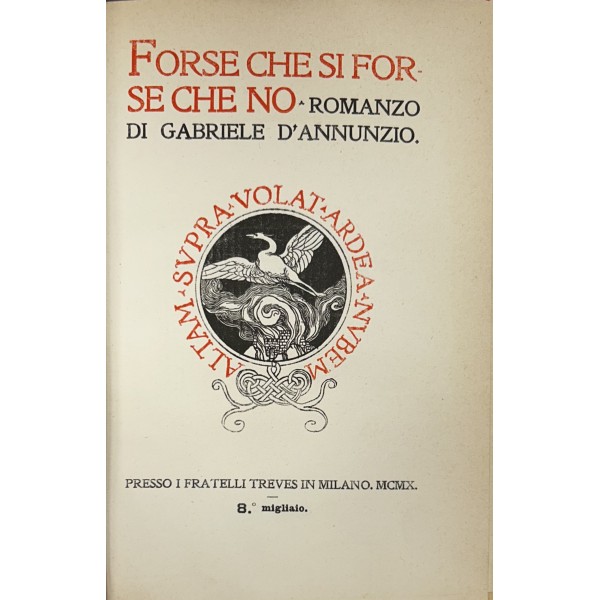 FORSE CHE SI FOR-
SE CHE NO ROMANZO
DI GABRIELE D'ANNUNZIO.
ALTAM SVPRA VOLAT ARDEA NVBEM
PRESSO I FRATELLI TREVES IN MILANO. MCMX.
8.° migliaio.